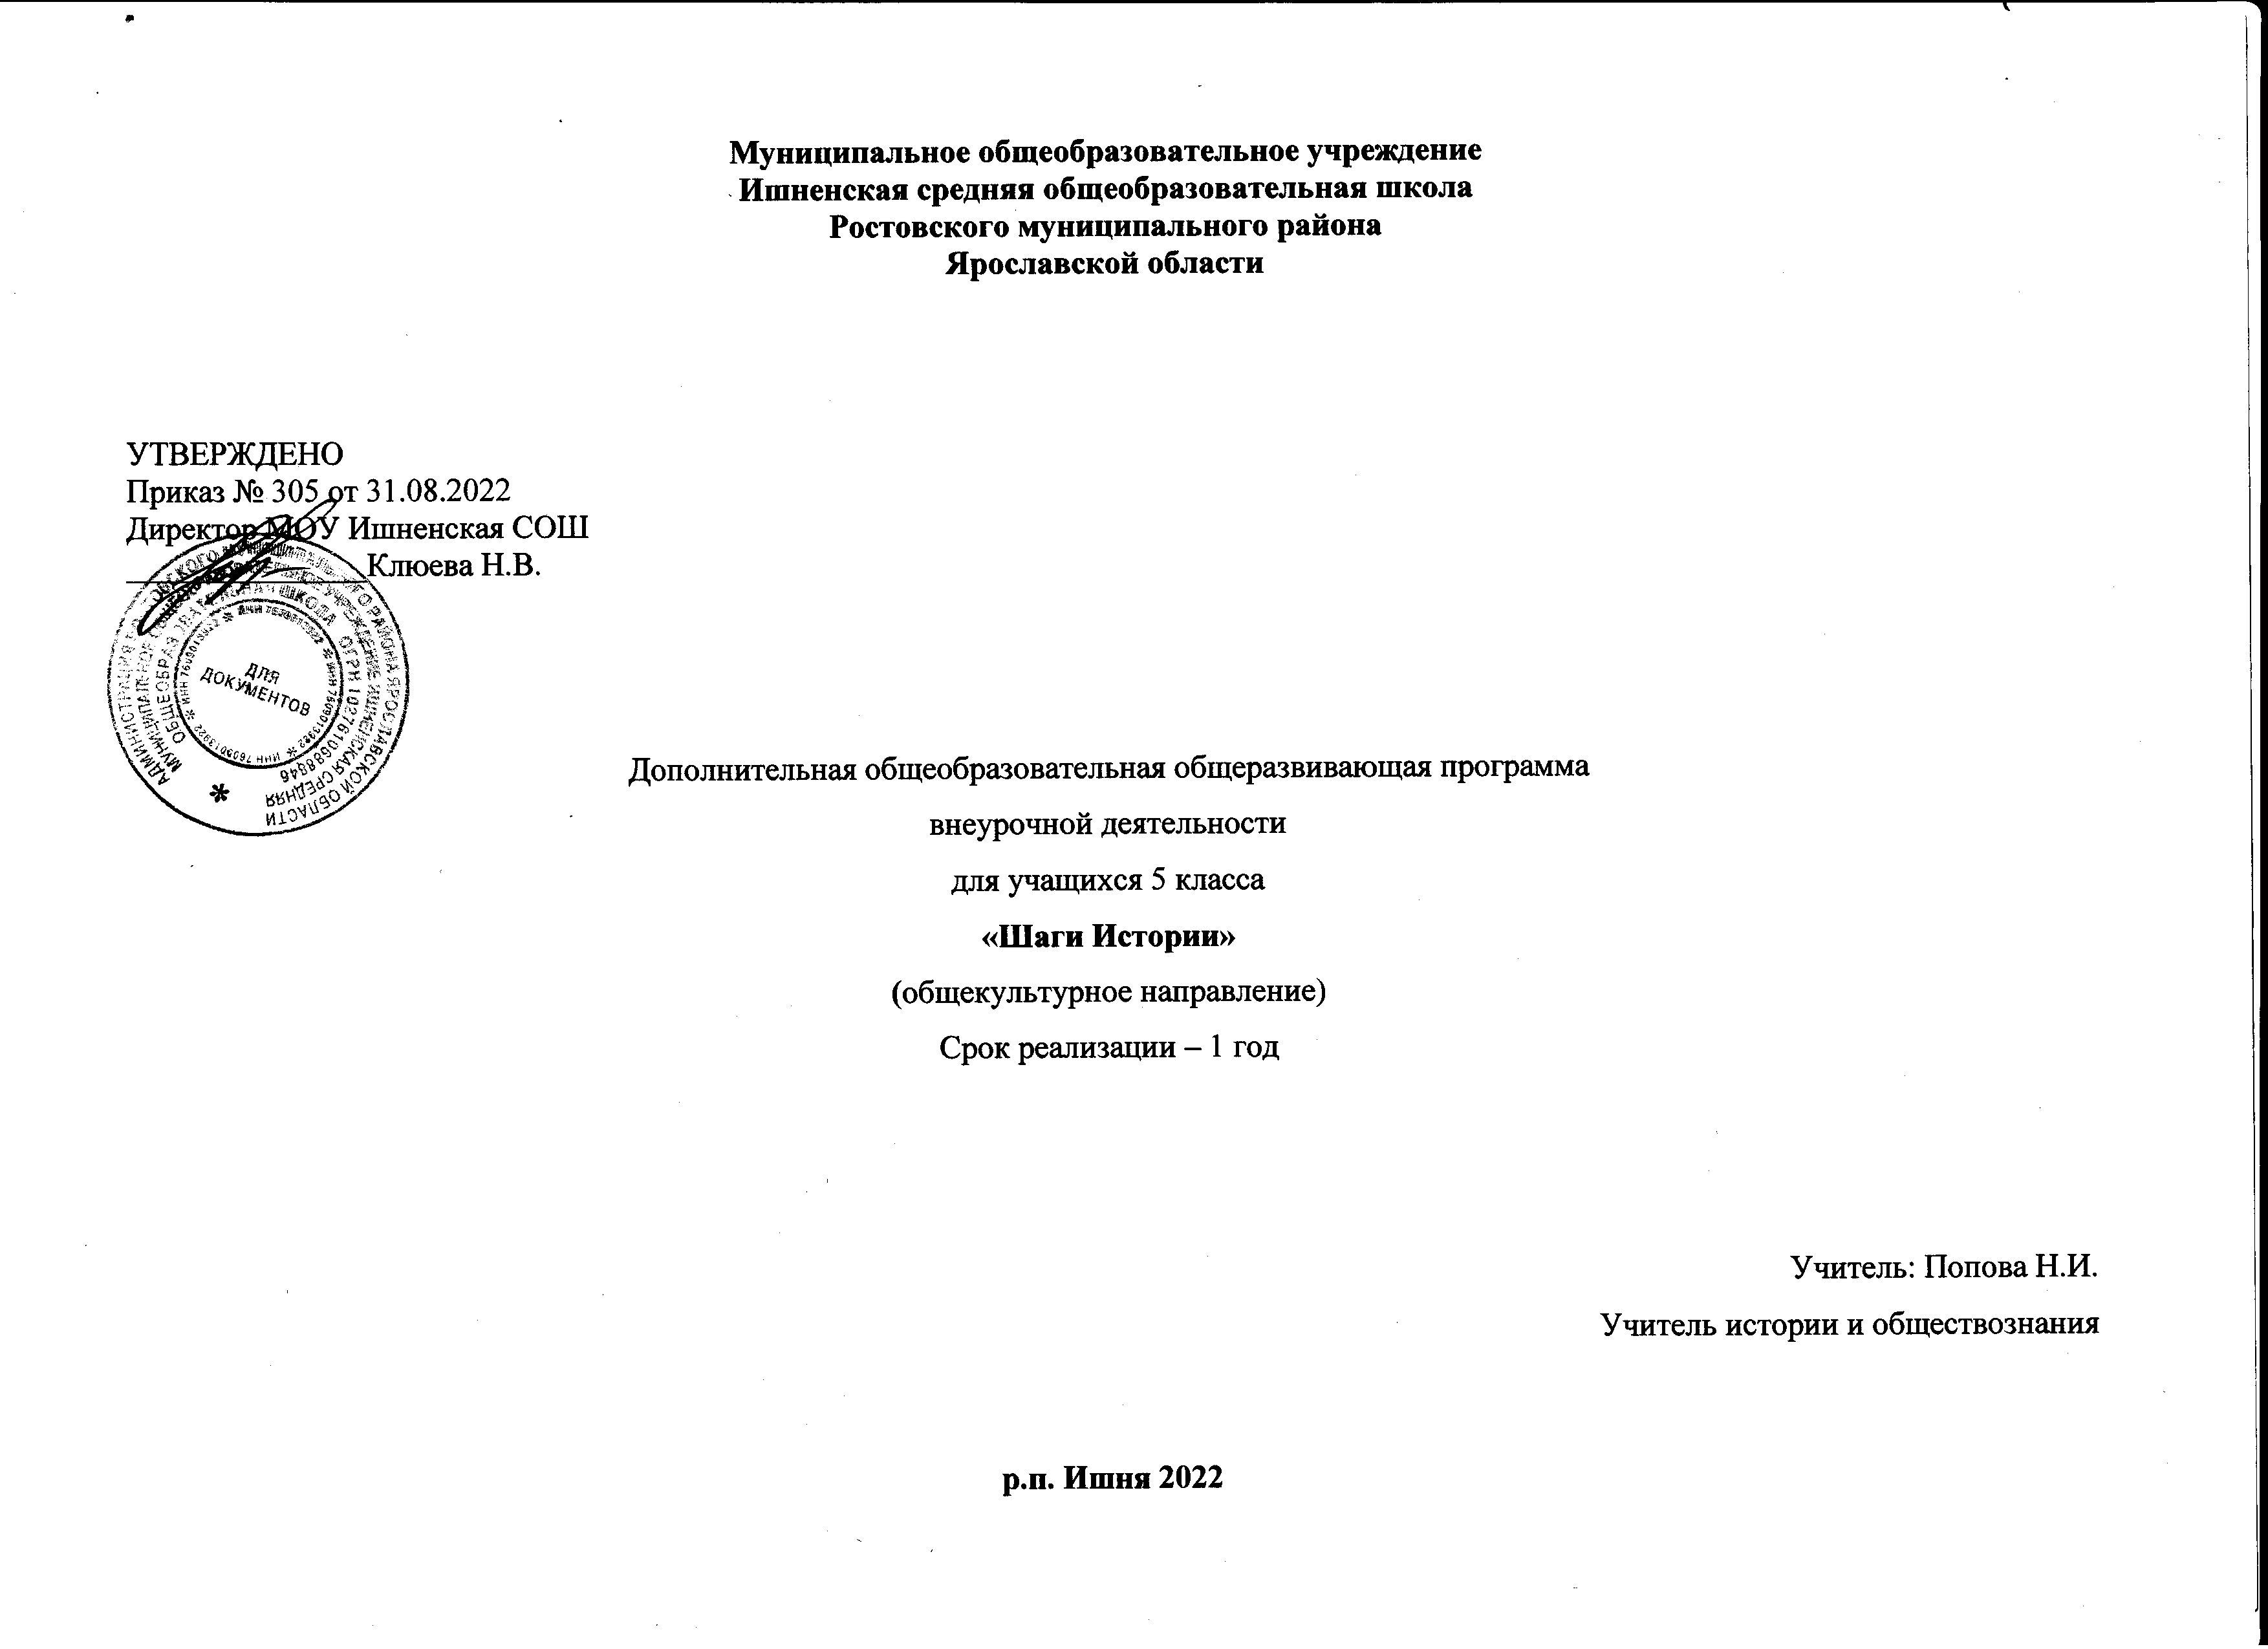 Муниципальное общеобразовательное учреждение
Ишненская средняя общеобразовательная школа
Ростовского муниципального района
Ярославской области
УТВЕРЖДЕНО
Приказ № 305 от 31.08.2022
Директор МОУ Ишненская СОШ
Клюева Н.В.
ДЛЯ
ДОКУМЕНТОВ
Дополнительная общеобразовательная общеразвивающая программа
внеурочной деятельности
для учащихся 5 класса
«Шаги Истории»
(общекультурное направление)
Срок реализации – 1 год
Учитель: Попова Н.И.
Учитель истории и обществознания
р.п. Ишня 2022